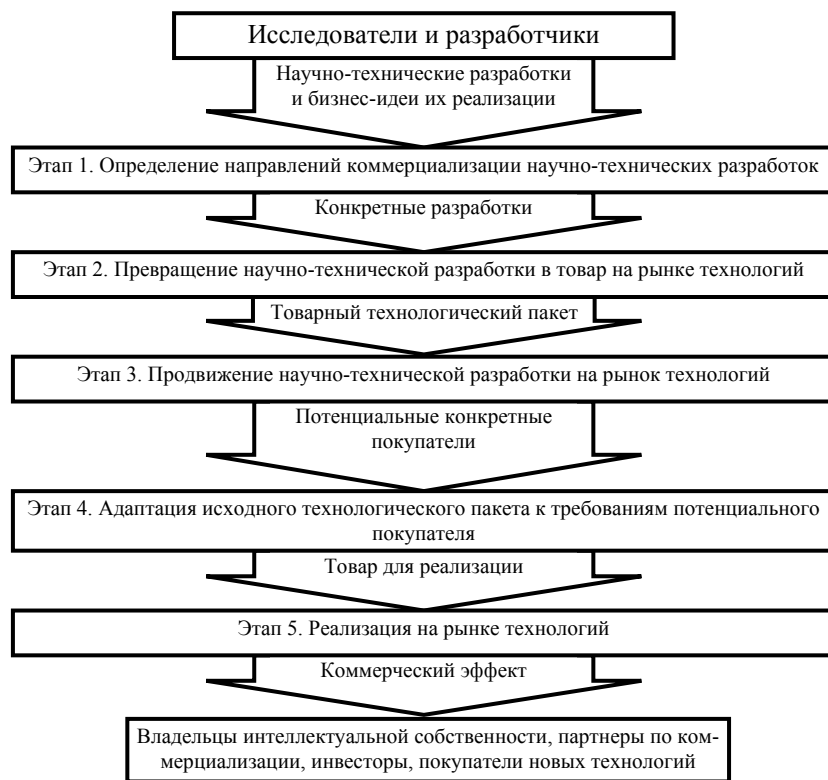 Исследователи и разработчики
Научно-технические разработки
и бизнес-идеи их реализации
Этап 1. Определение направлений коммерциализации научно-технических разработок
Конкретные разработки
Этап 2. Превращение научно-технической разработки в товар на рынке технологий
Товарный технологический пакет
Этап 3. Продвижение научно-технической разработки на рынок технологий
Потенциальные конкретные
покупатели
Этап 4. Адаптация исходного технологического пакета к требованиям потенциального
покупателя
Товар для реализации
Этап 5. Реализация на рынке технологий
Коммерческий эффект
Владельцы интеллектуальной собственности, партнеры по ком-
мерциализации, инвесторы, покупатели новых технологий